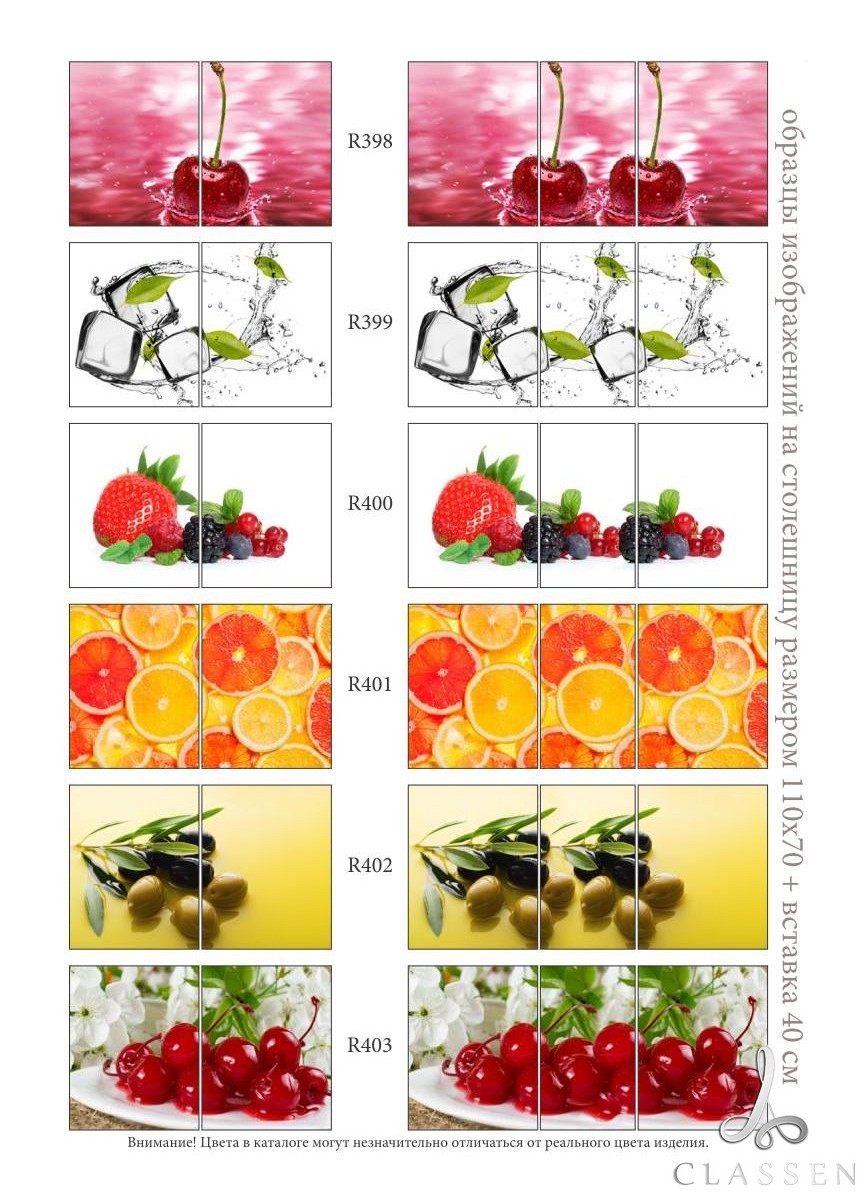 R398
R399
R400
R401
R402
R403
образцы изображений на столешницу размером 110x70 + вставка 40 см
Внимание! Цвета в каталоге могут незначительно отличаться от реального цвета изделия.
CLASSEN